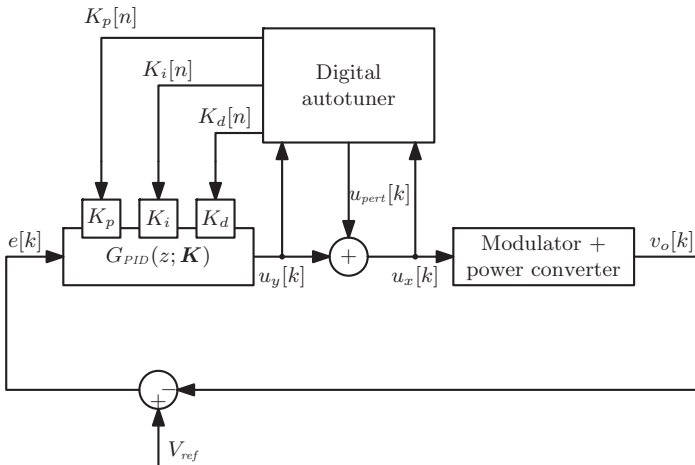 K_p[n]
K_i[n]
K_d[n]
Digital
autotuner
K_p
K_i
K_d
u_pert[k]
e[k]
G_PID(z; K)
u_y[k]
+
u_x[k]
Modulator +
power converter
v_o[k]
−
+
V_ref